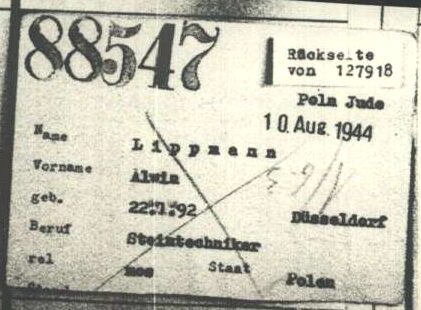 88547
Rückseite
von 127918
Poln Jude
10. Aug. 1944
Name Lippmann
Vorname Alwin
geb. 22.1.92 Düsseldorf
Beruf Steintechniker
rel mos Staat Polen